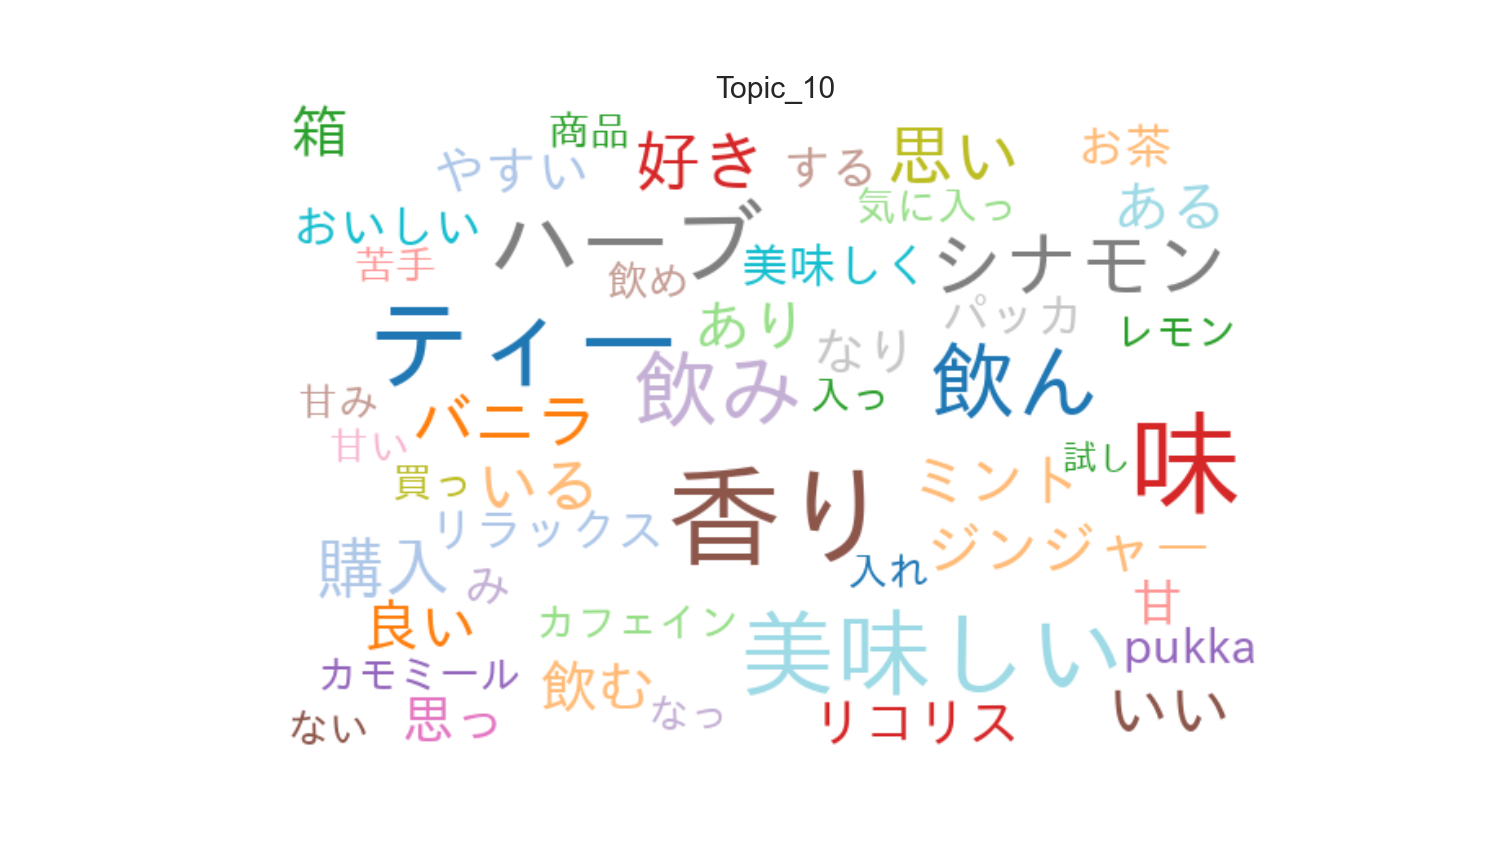 Topic_10
箱
商品
やすい
好き
する
思い
お茶
おいしい
ハーブ
気に入っ
ある
苦手
飲め
美味しく
シナモン
ティー
あり
なり
パッカ
レモン
甘み
バニラ
飲み
入っ
飲ん
甘い
買っ
いる
香り
ミント
試し
味
リラックス
購入
み
入れ
ジンジャー
甘
良い
カフェイン
美味しい
pukka
カモミール
飲む
ない
思っ
なっ
リコリス
いい